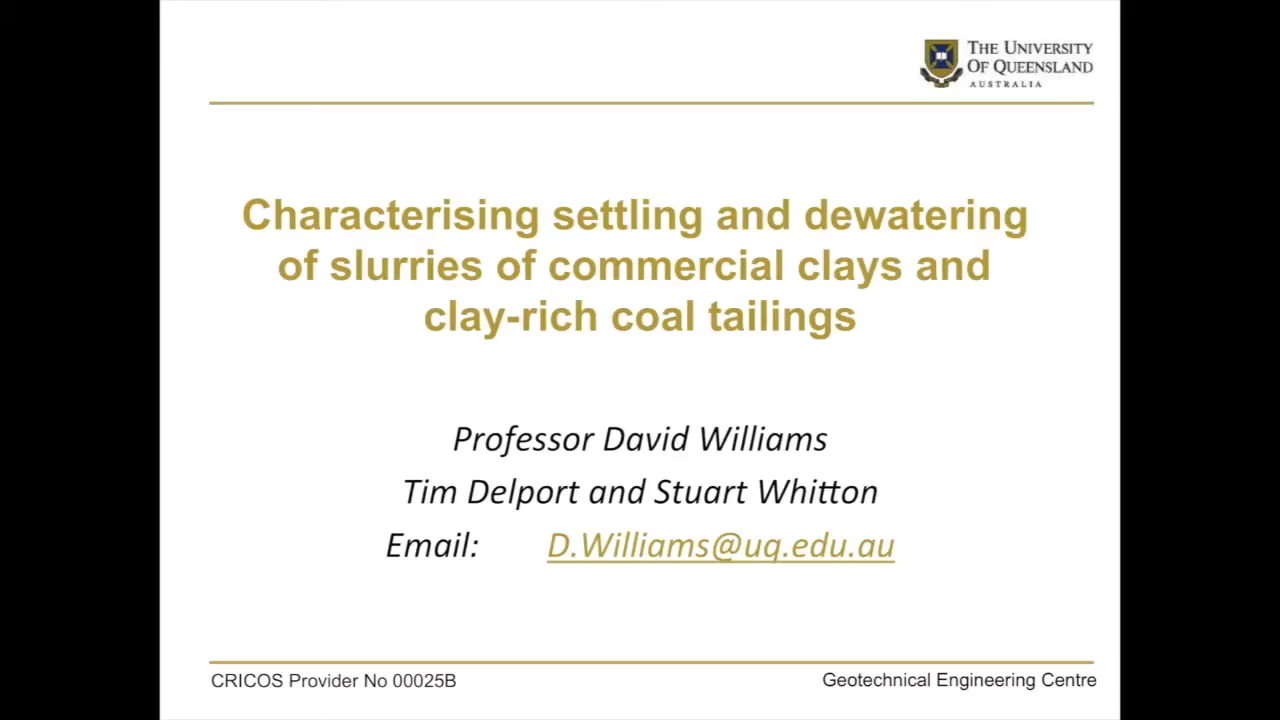 THE UNIVERSITY
OF QUEENSLAND
AUSTRALIA
Characterising settling and dewatering
of slurries of commercial clays and
clay-rich coal tailings
Professor David Williams
Tim Delport and Stuart Whitton
Email: D.Williams@uq.edu.au
CRICOS Provider No 00025B
Geotechnical Engineering Centre